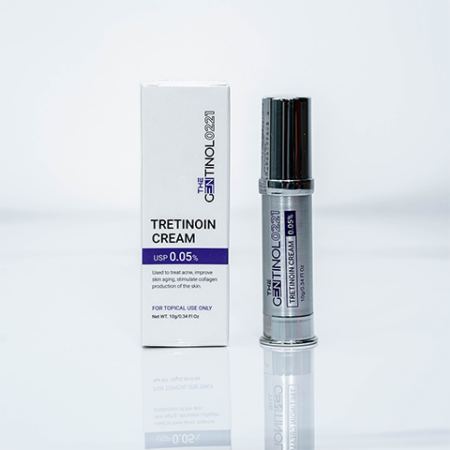 THE
GENTINOL0221
TRETINOIN
CREAM
USP 0.05%
Used to treat acne, improve
skin aging, stimulate collagen
production of the skin.
FOR TOPICAL USE ONLY
Net WT. 10g/0.34 Fl Oz
THE
GENTINOL0221
TRETINOIN CREAM 0.05%
10g/0.34 Fl Oz